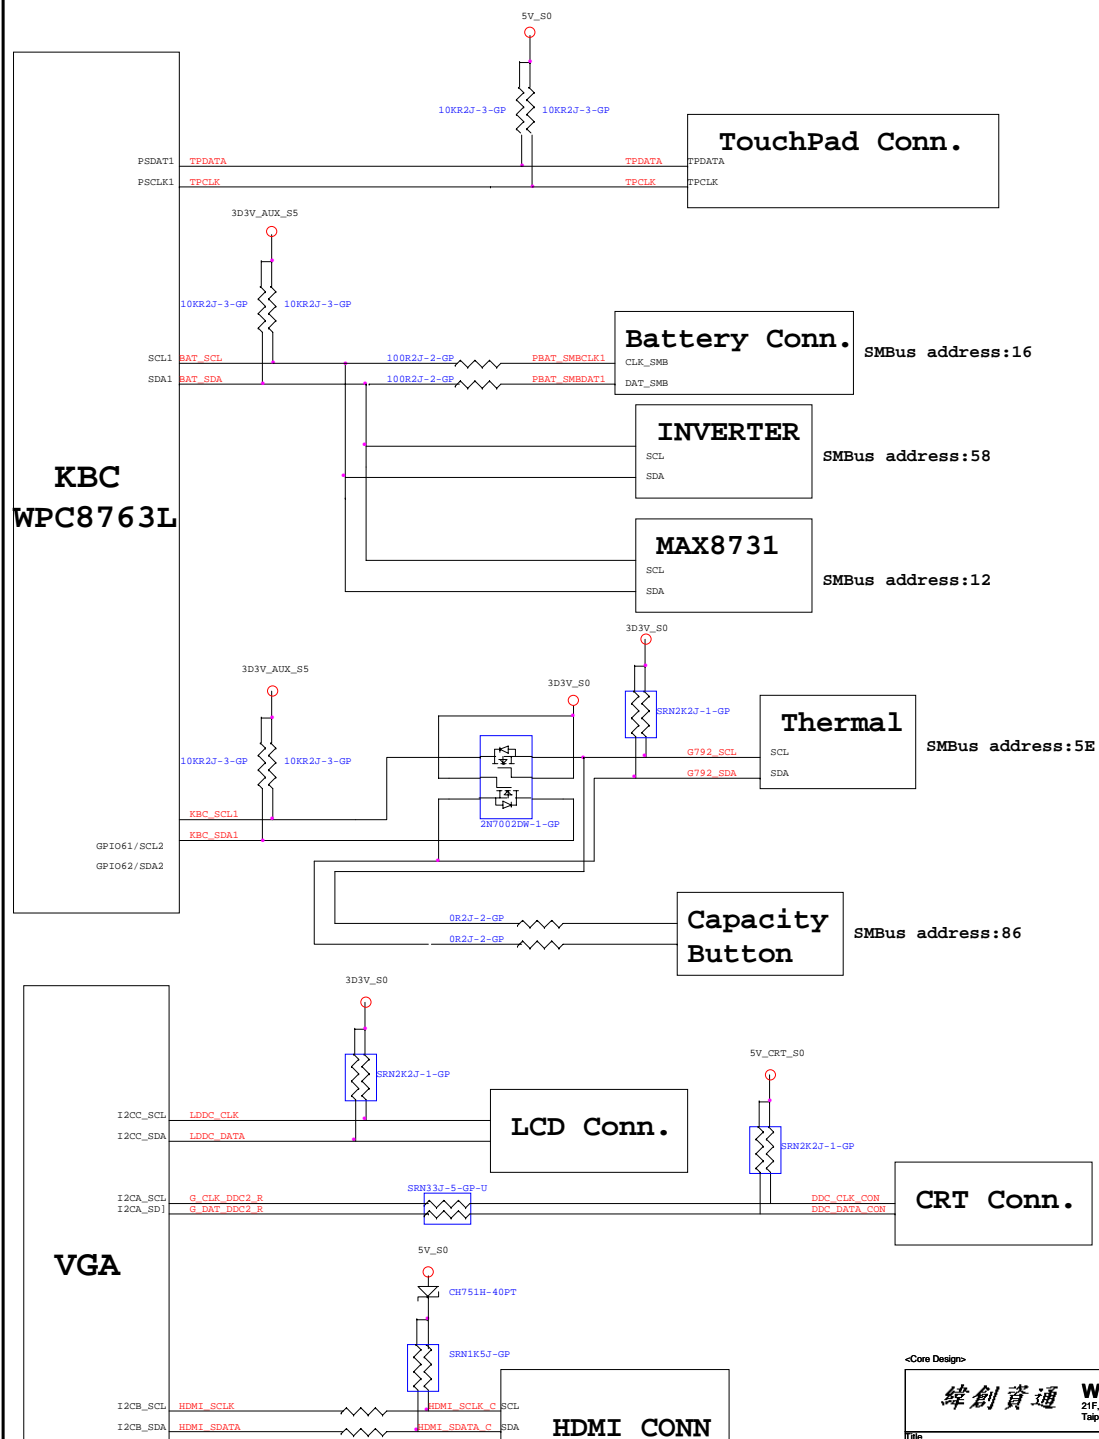 5V_S0
10KR2J-3-GP 10KR2J-3-GP
TouchPad Conn.
PSDAT1 TPDATA TPDATA TPDATA
PSCLK1 TPCLK TPCLK TPCLK
3D3V_AUX_S5
10KR2J-3-GP 10KR2J-3-GP
Battery Conn.
SMBus address:16
SCL1 BAT_SCL 100R2J-2-GP PBAT_SMBCLK1 CLK_SMB
SDA1 BAT_SDA 100R2J-2-GP PBAT_SMBDAT1 DAT_SMB
INVERTER
SCL
SDA
SMBus address:58
KBC
WPC8763L
MAX8731
SCL
SDA
SMBus address:12
3D3V_S0
3D3V_AUX_S5
3D3V_S0
SRN2K2J-1-GP
Thermal
SMBus address:5E
10KR2J-3-GP 10KR2J-3-GP
G792_SCL SCL
G792_SDA SDA
KBC_SCL1
2N7002DW-1-GP
KBC_SDA1
GPIO61/SCL2
GPIO62/SDA2
0R2J-2-GP
0R2J-2-GP
Capacity
Button
SMBus address:86
3D3V_S0
SRN2K2J-1-GP
5V_CRT_S0
SRN2K2J-1-GP
I2CC_SCL LDDC_CLK
I2CC_SDA LDDC_DATA
LCD Conn.
SRN33J-5-GP-U
I2CA_SCL G_CLK_DDC2_R DDC_CLK_CON
I2CA_SD] G_DAT_DDC2_R DDC_DATA_CON
CRT Conn.
VGA
5V_S0
CH751H-40PT
SRN1K5J-GP
I2CB_SCL HDMI_SCLK HDMI_SCLK_C SCL
I2CB_SDA HDMI_SDATA HDMI_SDATA_C SDA
HDMI CONN
<Core Design>
緯創資通 W
21F,
Taip
Title